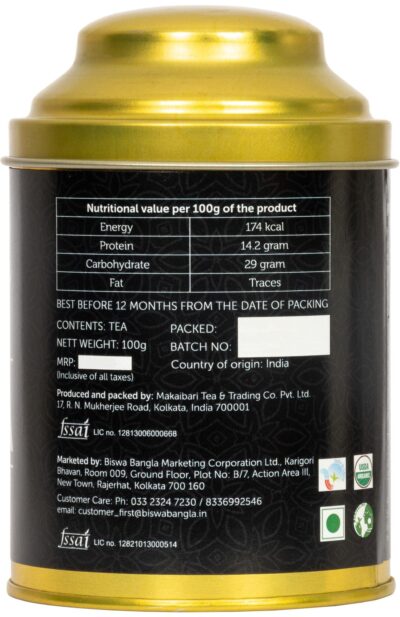 Nutritional value per 100g of the product
Energy 174 kcal
Protein 14.2 gram
Carbohydrate 29 gram
Fat Traces
BEST BEFORE 12 MONTHS FROM THE DATE OF PACKING
CONTENTS: TEA
NETT WEIGHT: 100g
MRP:
(Inclusive of all taxes)
PACKED:
BATCH NO:
Country of origin: India
Produced and packed by: Makaibari Tea & Trading Co. Pvt. Ltd.
17, R. N. Mukherjee Road, Kolkata, India 700001
fssai LIC no. 12813006000668
Marketed by: Biswa Bangla Marketing Corporation Ltd., Karigori
Bhavan, Room 009, Ground Floor, Plot No: B/7, Action Area III,
New Town, Rajerhat, Kolkata 700 160
Customer Care: Ph: 033 2324 7230 / 8336992546
email: customer_first@biswabangla.in
fssai LIC no. 12821013000514
USDA
ORGANIC